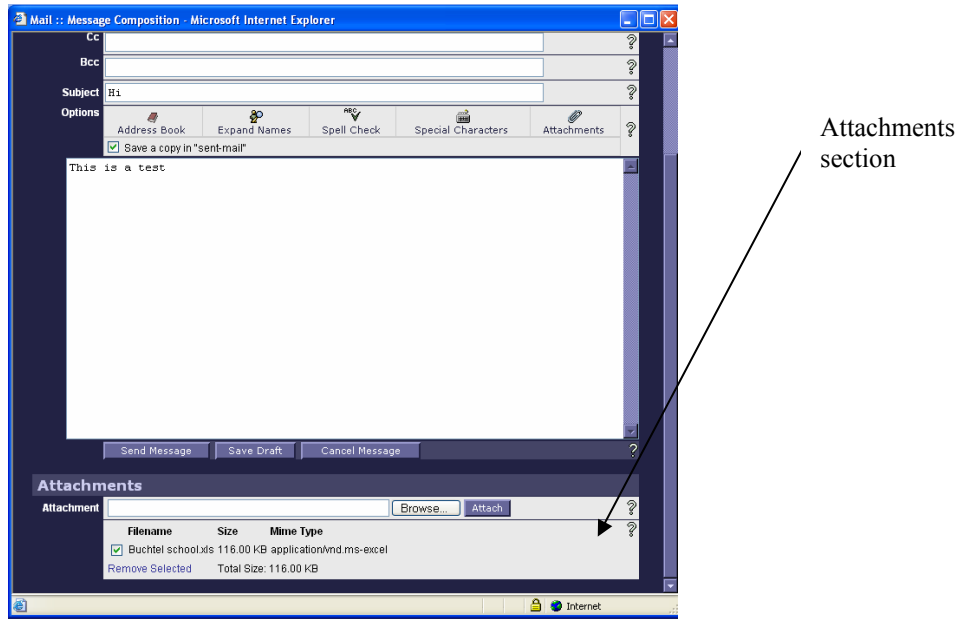 Mail :: Message Composition - Microsoft Internet Explorer
Cc
Bcc
Subject Hi
Options
Address Book Expand Names ABC Spell Check Special Characters Attachments
Save a copy in "sent-mail"
This is a test
Send Message Save Draft Cancel Message
Attachments
Attachment Browse... Attach
Filename Size Mime Type
Buchtel school.xls 116.00 KB application/vnd.ms-excel
Remove Selected Total Size: 116.00 KB
Internet
Attachments
section